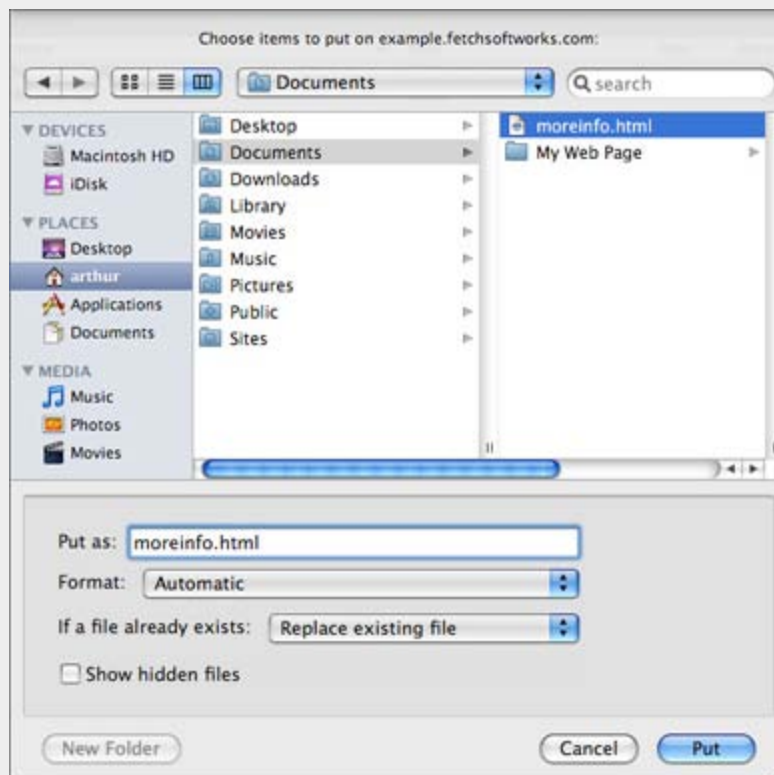 Choose items to put on example.fetchsoftworks.com:
Documents
search
DEVICES
Macintosh HD
iDisk
PLACES
Desktop
arthur
Applications
Documents
MEDIA
Music
Photos
Movies
Desktop
Documents
Downloads
Library
Movies
Music
Pictures
Public
Sites
moreinfo.html
My Web Page
Put as: moreinfo.html
Format: Automatic
If a file already exists: Replace existing file
Show hidden files
New Folder Cancel Put